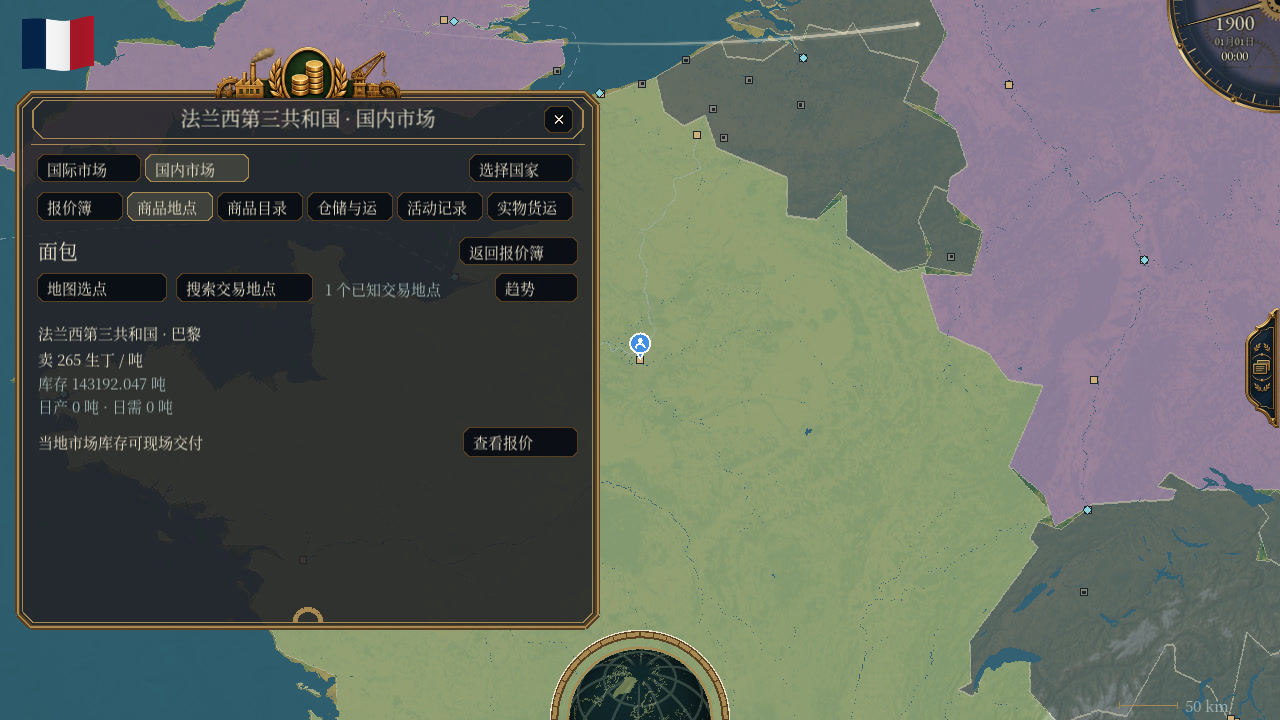 1900
01月01日
00:00
法兰西第三共和国 · 国内市场
国际市场
国内市场
选择国家
报价簿
商品地点
商品目录
仓储与运
活动记录
实物货运
面包
返回报价簿
地图选点
搜索交易地点
1 个已知交易地点
趋势
法兰西第三共和国 · 巴黎
卖 265 生丁 / 吨
库存 143192.047 吨
日产 0 吨 · 日需 0 吨
当地市场库存可现场交付
查看报价
50 km